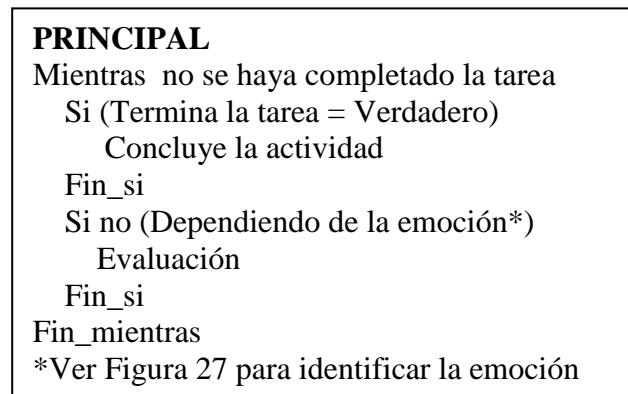 PRINCIPAL
Mientras no se haya completado la tarea
Si (Termina la tarea = Verdadero)
Concluye la actividad
Fin_si
Si no (Dependiendo de la emoción*)
Evaluación
Fin_si
Fin_mientras
*Ver Figura 27 para identificar la emoción